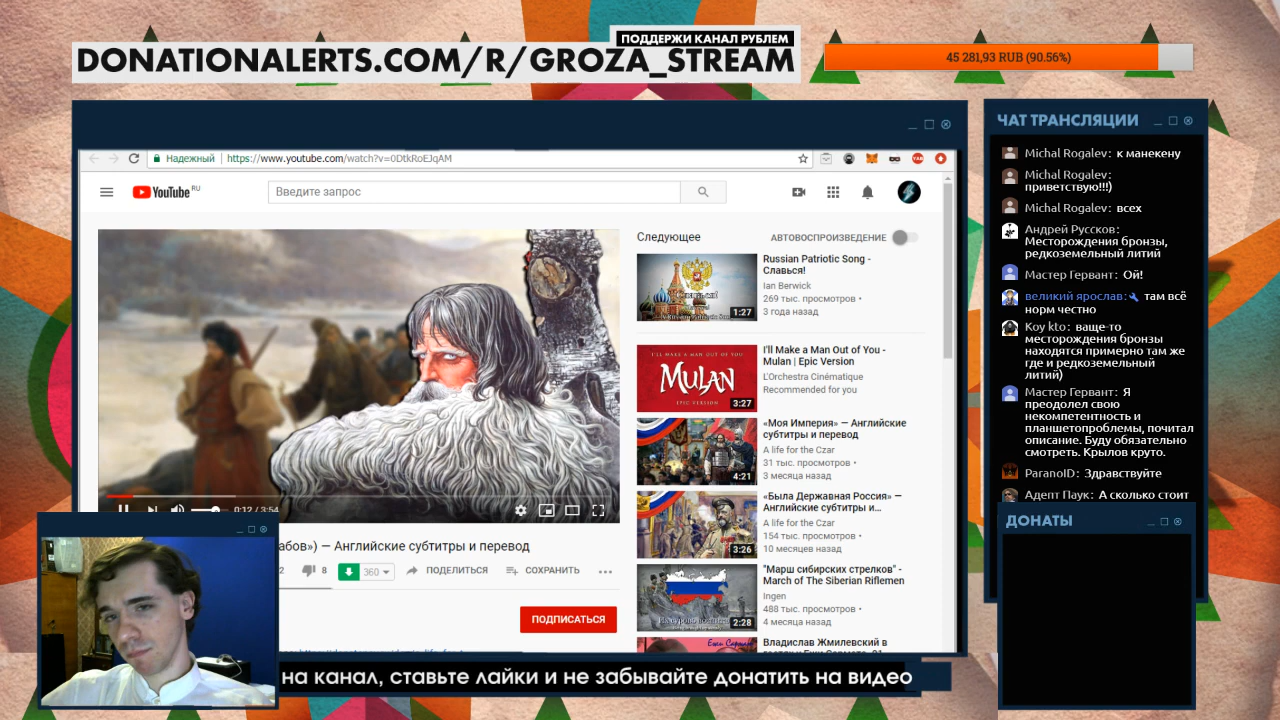 ПОДДЕРЖИ КАНАЛ РУБЛЕМ
DONATIONALERTS.COM/R/GROZA_STREAM
45 281,93 RUB (90.56%)
Надежный
https://www.youtube.com/watch?v=0DtkRoEJqAM
YouTube RU
Введите запрос
Следующее
АВТОВОСПРОИЗВЕДЕНИЕ
Russian Patriotic Song -
Славься!
Ian Berwick
269 тыс. просмотров •
3 года назад
1:27
I'll Make a Man Out of You -
Mulan | Epic Version
L'Orchestra Cinématique
Recommended for you
I'LL MAKE A MAN OUT OF YOU
MULAN
EPIC VERSION
3:27
«Моя Империя» — Английские
субтитры и перевод
A life for the Czar
31 тыс. просмотров •
3 месяца назад
4:21
«Была Державная Россия» —
Английские субтитры и...
A life for the Czar
154 тыс. просмотров •
10 месяцев назад
3:26
"Марш сибирских стрелков" -
March of The Siberian Riflemen
Ingen
488 тыс. просмотров •
4 месяца назад
2:28
Владислав Жмилевский в
0:12 / 3:54
абов») — Английские субтитры и перевод
2
8
360
ПОДЕЛИТЬСЯ
СОХРАНИТЬ
ПОДПИСАТЬСЯ
на канал, ставьте лайки и не забывайте донатить на видео
ЧАТ ТРАНСЛЯЦИИ
Michal Rogalev: к манекену
Michal Rogalev:
приветствую!!!)
Michal Rogalev: всех
Андрей Руссков:
Месторождения бронзы,
редкоземельный литий
Мастер Гервант: Ой!
великий ярослав: там всё
норм честно
Koy kto: ваще-то
месторождения бронзы
находятся примерно там же
где и редкоземельный
литий)
Мастер Гервант: Я
преодолел свою
некомпетентность и
планшетопроблемы, почитал
описание. Буду обязательно
смотреть. Крылов круто.
ParanoID: Здравствуйте
Адепт Паук: А сколько стоит
ДОНАТЫ